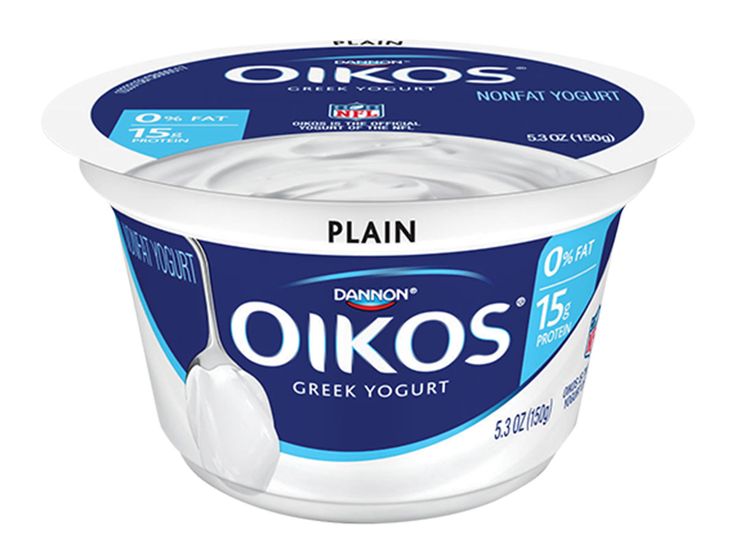 PLAIN
DANNON®
OIKOS®
GREEK YOGURT
NONFAT YOGURT
0% FAT
15g
PROTEIN
NFL
OIKOS IS THE OFFICIAL
YOGURT OF THE NFL
5.3 OZ (150g)
PLAIN
NONFAT YOGURT
DANNON®
OIKOS®
GREEK YOGURT
0% FAT
15g
PROTEIN
5.3 OZ (150g)